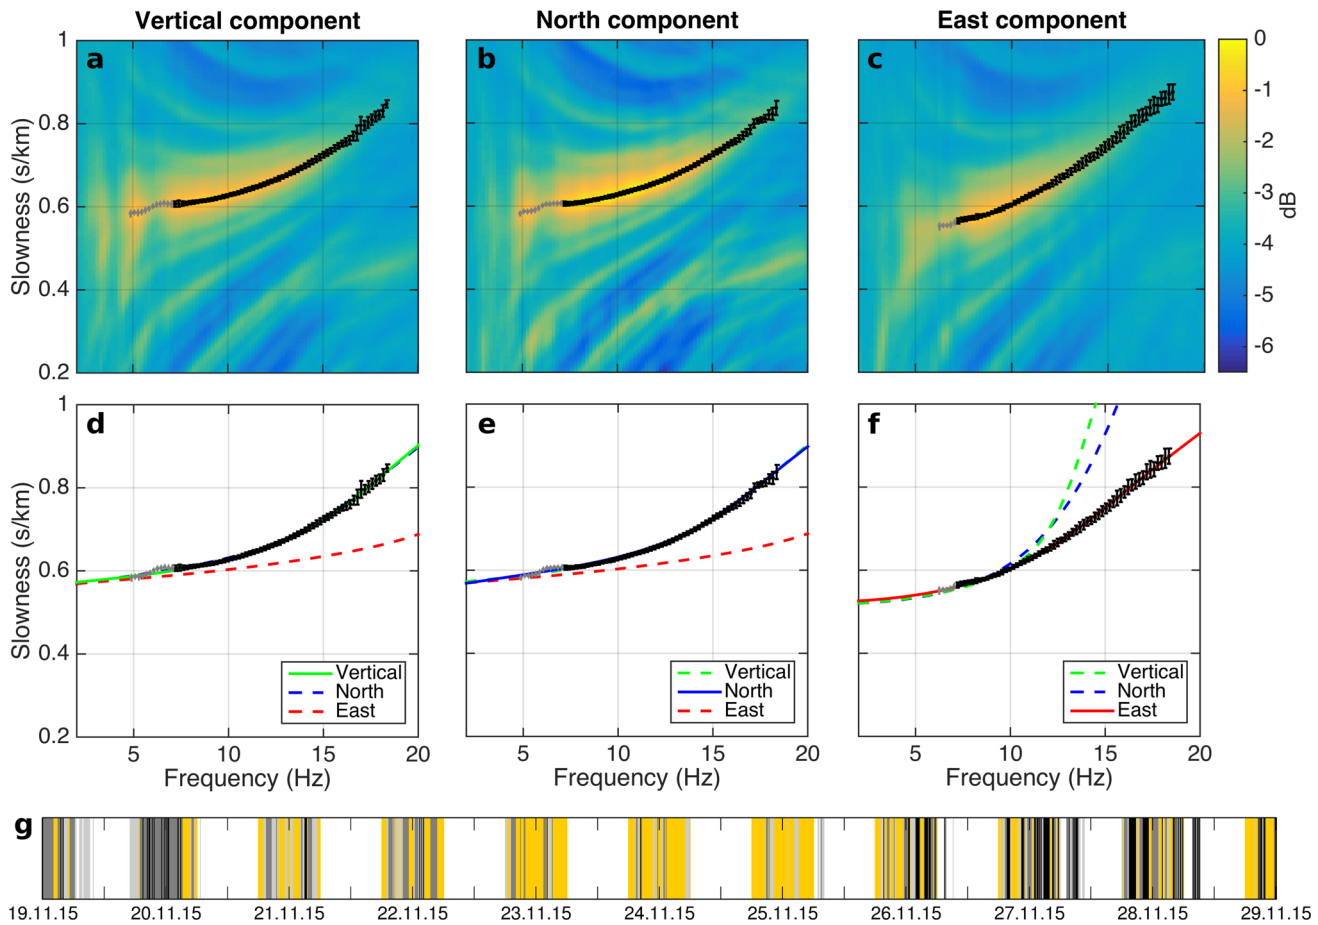 Vertical component North component East component
a b c
Slowness (s/km)
1
0.8
0.6
0.4
0.2
0
-1
-2
-3
-4
-5
-6
dB
d e f
Slowness (s/km)
1
0.8
0.6
0.4
0.2
Vertical
North
East
Vertical
North
East
Vertical
North
East
5 10 15 20 5 10 15 20 5 10 15 20
Frequency (Hz) Frequency (Hz) Frequency (Hz)
g
19.11.15 20.11.15 21.11.15 22.11.15 23.11.15 24.11.15 25.11.15 26.11.15 27.11.15 28.11.15 29.11.15